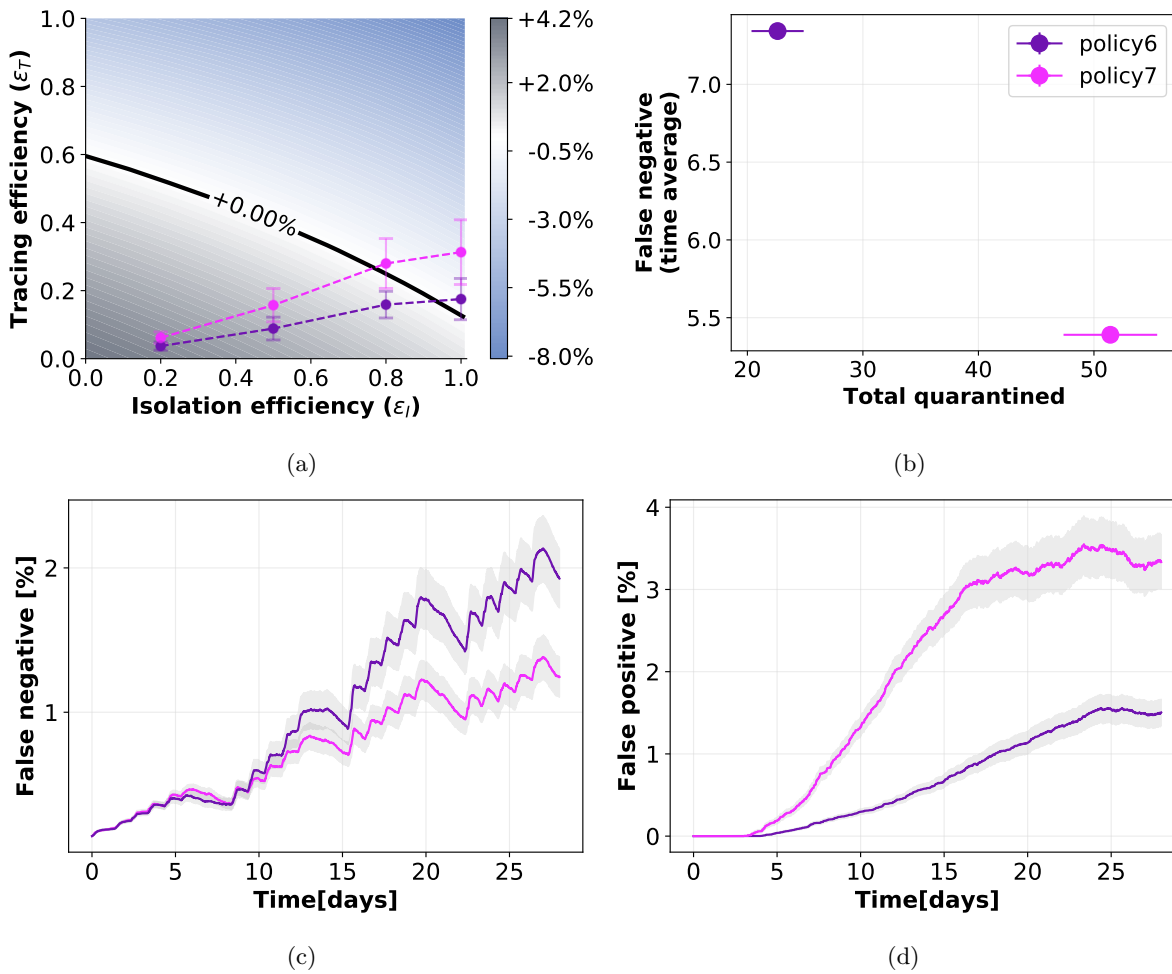 1.0
0.8
0.6
0.4
0.2
0.0
Tracing efficiency (ε_T)
+0.00%
0.0 0.2 0.4 0.6 0.8 1.0
Isolation efficiency (ε_I)
+4.2%
+2.0%
-0.5%
-3.0%
-5.5%
-8.0%
(a)
policy6
policy7
7.0
6.5
6.0
5.5
False negative
(time average)
20 30 40 50
Total quarantined
(b)
2
1
False negative [%]
0 5 10 15 20 25
Time[days]
(c)
4
3
2
1
0
False positive [%]
0 5 10 15 20 25
Time[days]
(d)